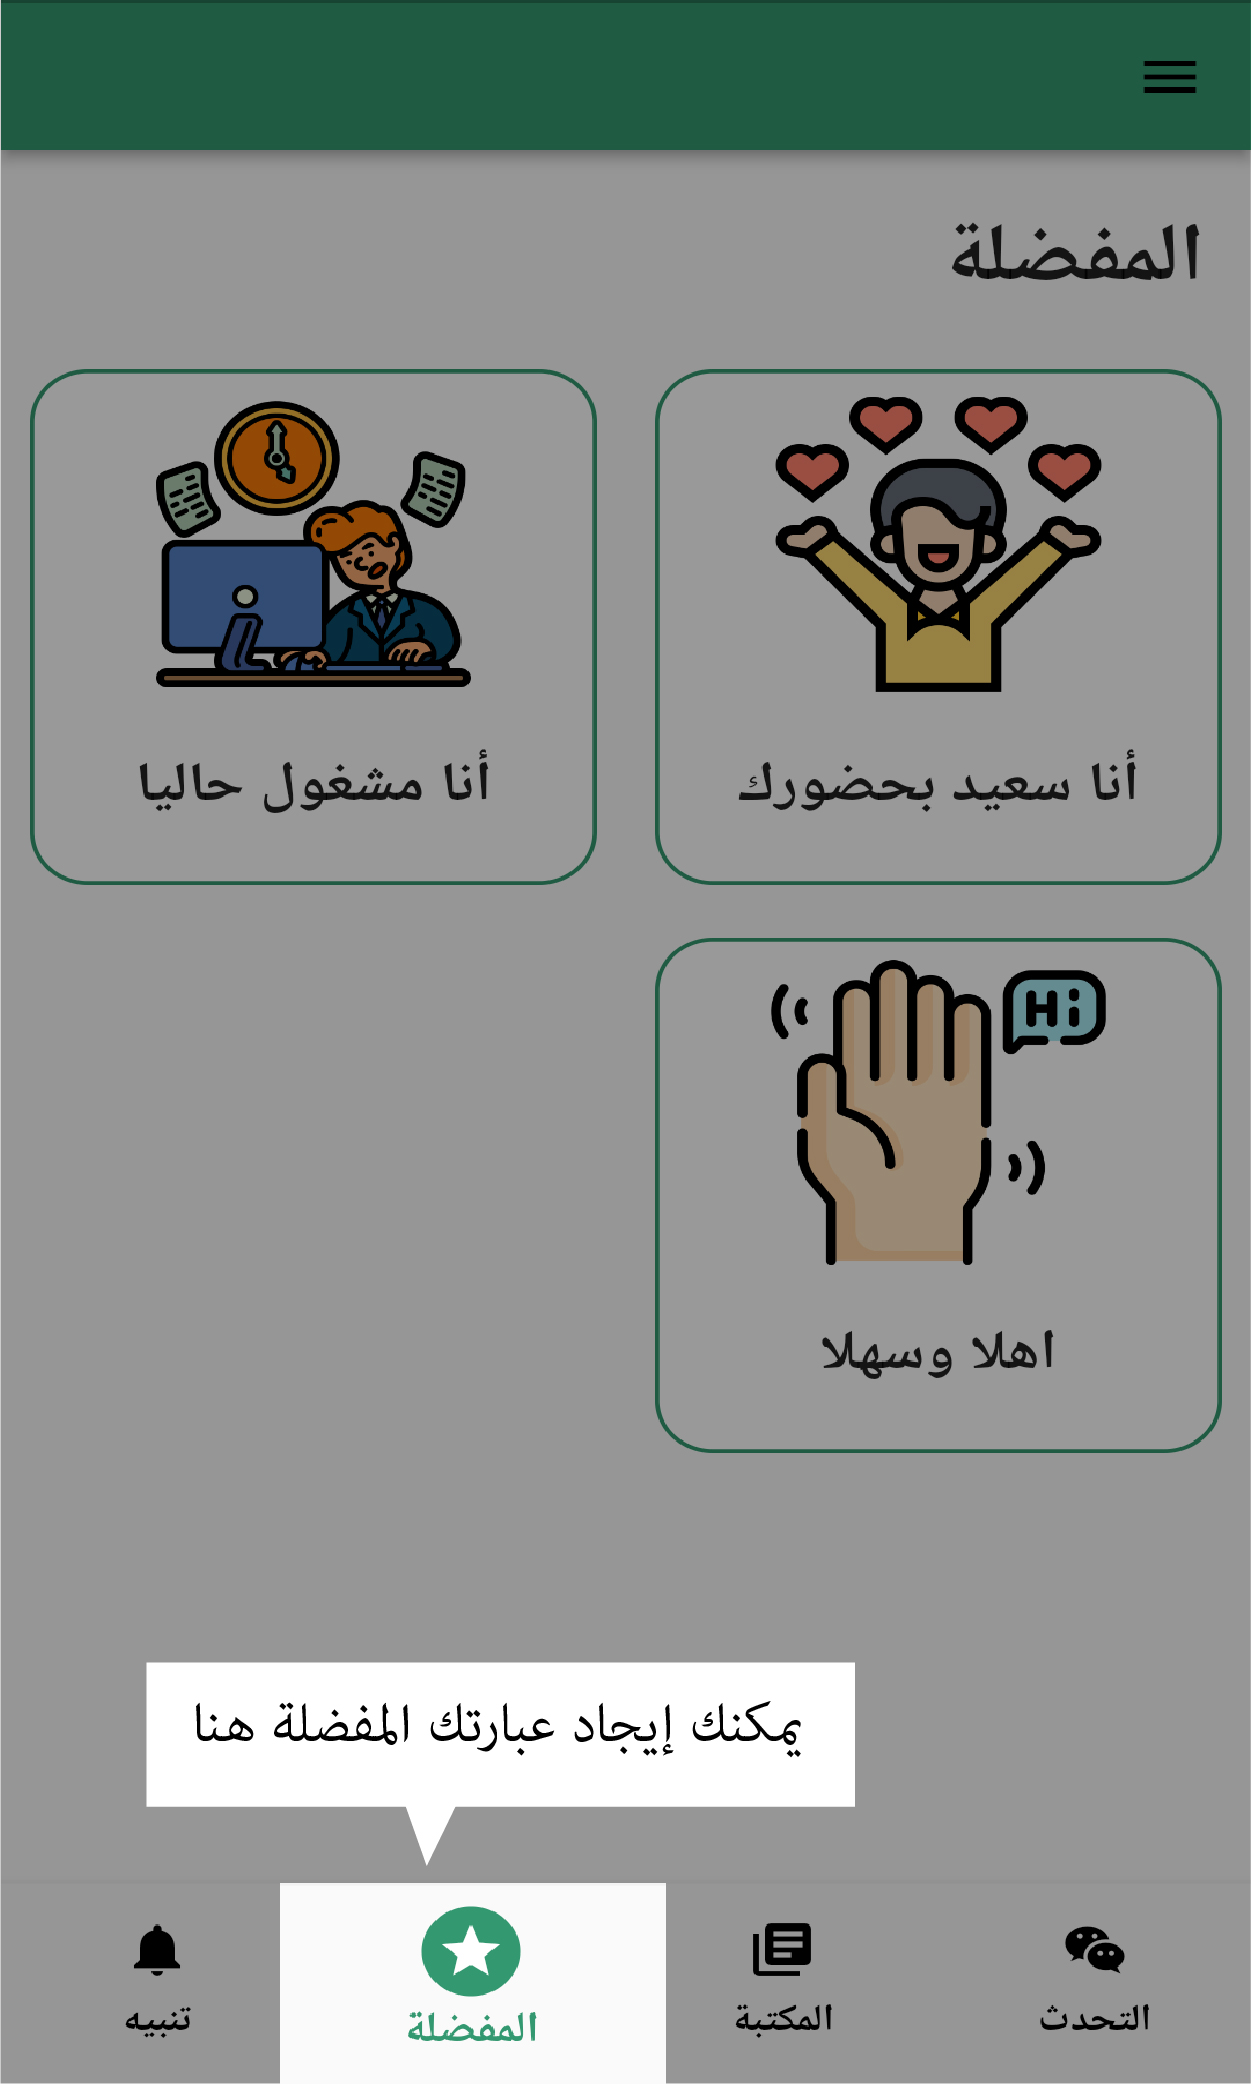 المفضلة
أنا سعيد بحضورك
أنا مشغول حاليا
Hi
اهلا وسهلا
يمكنك إيجاد عبارتك المفضلة هنا
التحدث
المكتبة
المفضلة
تنبيه